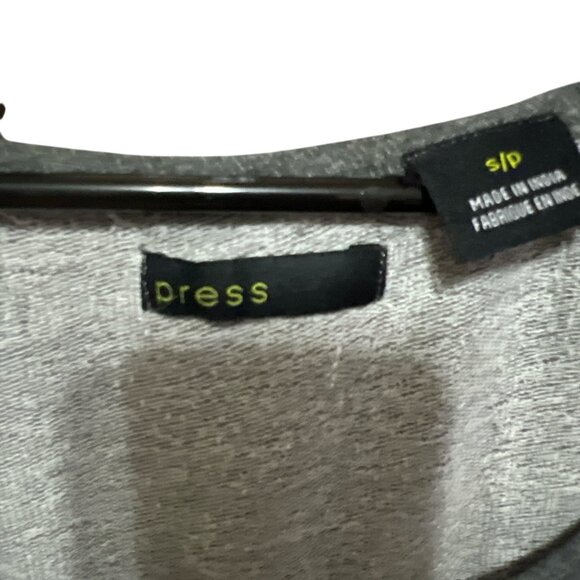 press
s/p
MADE IN INDIA
FABRIQUÉ EN INDE